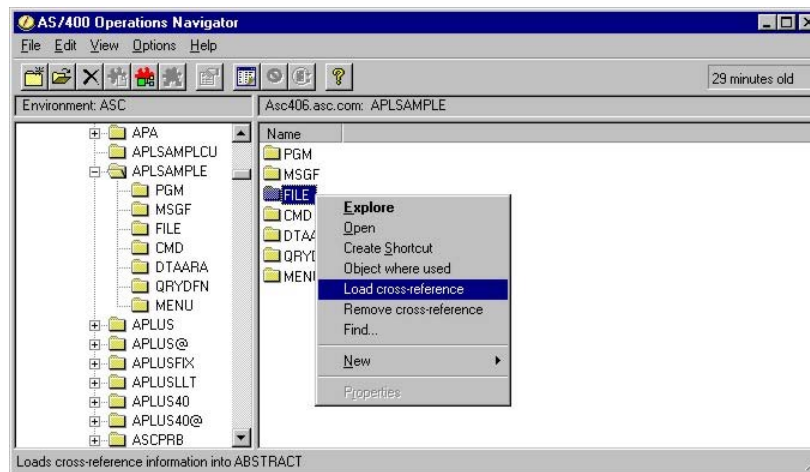 AS/400 Operations Navigator
File Edit View Options Help
29 minutes old
Environment: ASC
Asc406.asc.com: APLSAMPLE
APA
APLSAMPLCU
APLSAMPLE
PGM
MSGF
FILE
CMD
DTAARA
QRYDFN
MENU
APLUS
APLUS@
APLUSFIX
APLUSLLT
APLUS40
APLUS40@
ASCPRB
Name
PGM
MSGF
FILE
CMD
DTAA
QRYD
MENU
Explore
Open
Create Shortcut
Object where used
Load cross-reference
Remove cross-reference
Find...
New
Properties
Loads cross-reference information into ABSTRACT